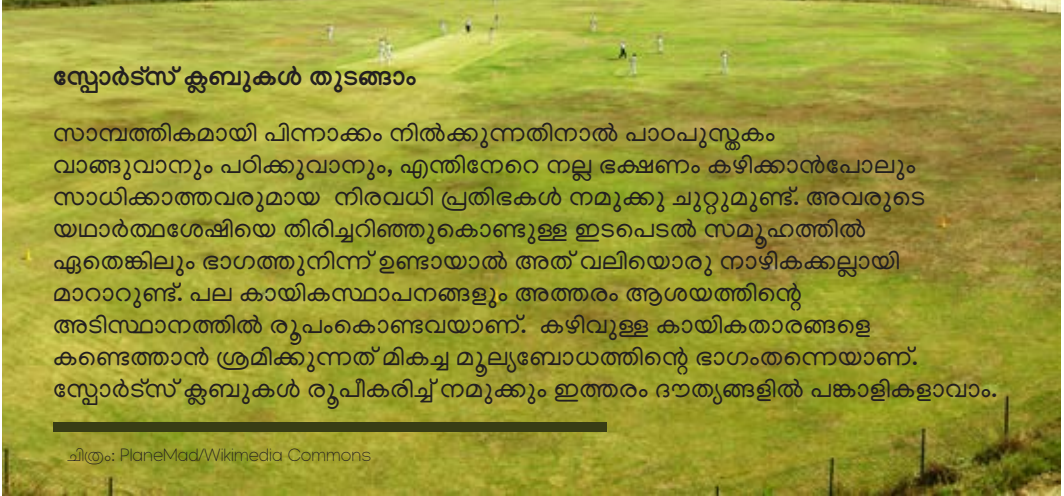 സ്പോർട്സ് ക്ലബുകൾ തുടങ്ങാം
സാമ്പത്തികമായി പിന്നാക്കം നിൽക്കുന്നതിനാൽ പാഠപുസ്തകം
വാങ്ങുവാനും പഠിക്കുവാനും, എന്തിനേറെ നല്ല ഭക്ഷണം കഴിക്കാൻപോലും
സാധിക്കാത്തവരുമായ നിരവധി പ്രതിഭകൾ നമുക്കു ചുറ്റുമുണ്ട്. അവരുടെ
യഥാർത്ഥശേഷിയെ തിരിച്ചറിഞ്ഞുകൊണ്ടുള്ള ഇടപെടൽ സമൂഹത്തിൽ
ഏതെങ്കിലും ഭാഗത്തുനിന്ന് ഉണ്ടായാൽ അത് വലിയൊരു നാഴികക്കല്ലായി
മാറാറുണ്ട്. പല കായികസ്ഥാപനങ്ങളും അത്തരം ആശയത്തിന്റെ
അടിസ്ഥാനത്തിൽ രൂപംകൊണ്ടവയാണ്. കഴിവുള്ള കായികതാരങ്ങളെ
കണ്ടെത്താൻ ശ്രമിക്കുന്നത് മികച്ച മൂല്യബോധത്തിന്റെ ഭാഗംതന്നെയാണ്.
സ്പോർട്സ് ക്ലബുകൾ രൂപീകരിച്ച് നമുക്കും ഇത്തരം ദൗത്യങ്ങളിൽ പങ്കാളികളാവാം.
ചിത്രം: PlaneMad/Wikimedia Commons